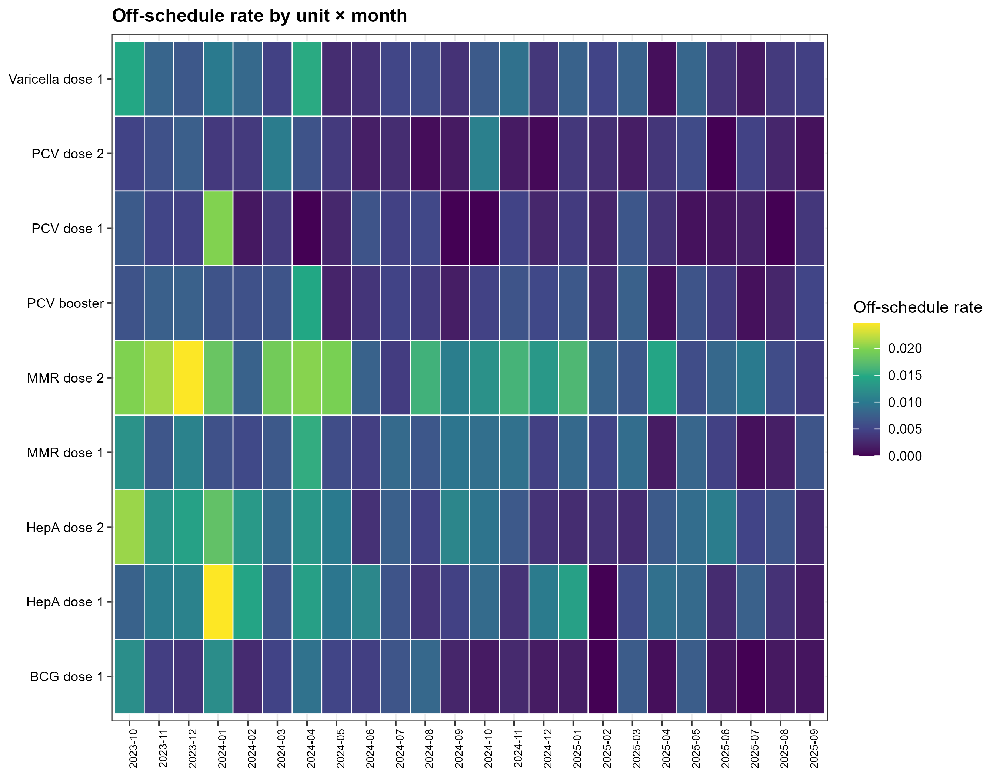 Off-schedule rate by unit × month
Varicella dose 1
PCV dose 2
PCV dose 1
PCV booster
MMR dose 2
MMR dose 1
HepA dose 2
HepA dose 1
BCG dose 1
2023-10
2023-11
2023-12
2024-01
2024-02
2024-03
2024-04
2024-05
2024-06
2024-07
2024-08
2024-09
2024-10
2024-11
2024-12
2025-01
2025-02
2025-03
2025-04
2025-05
2025-06
2025-07
2025-08
2025-09
Off-schedule rate
0.020
0.015
0.010
0.005
0.000